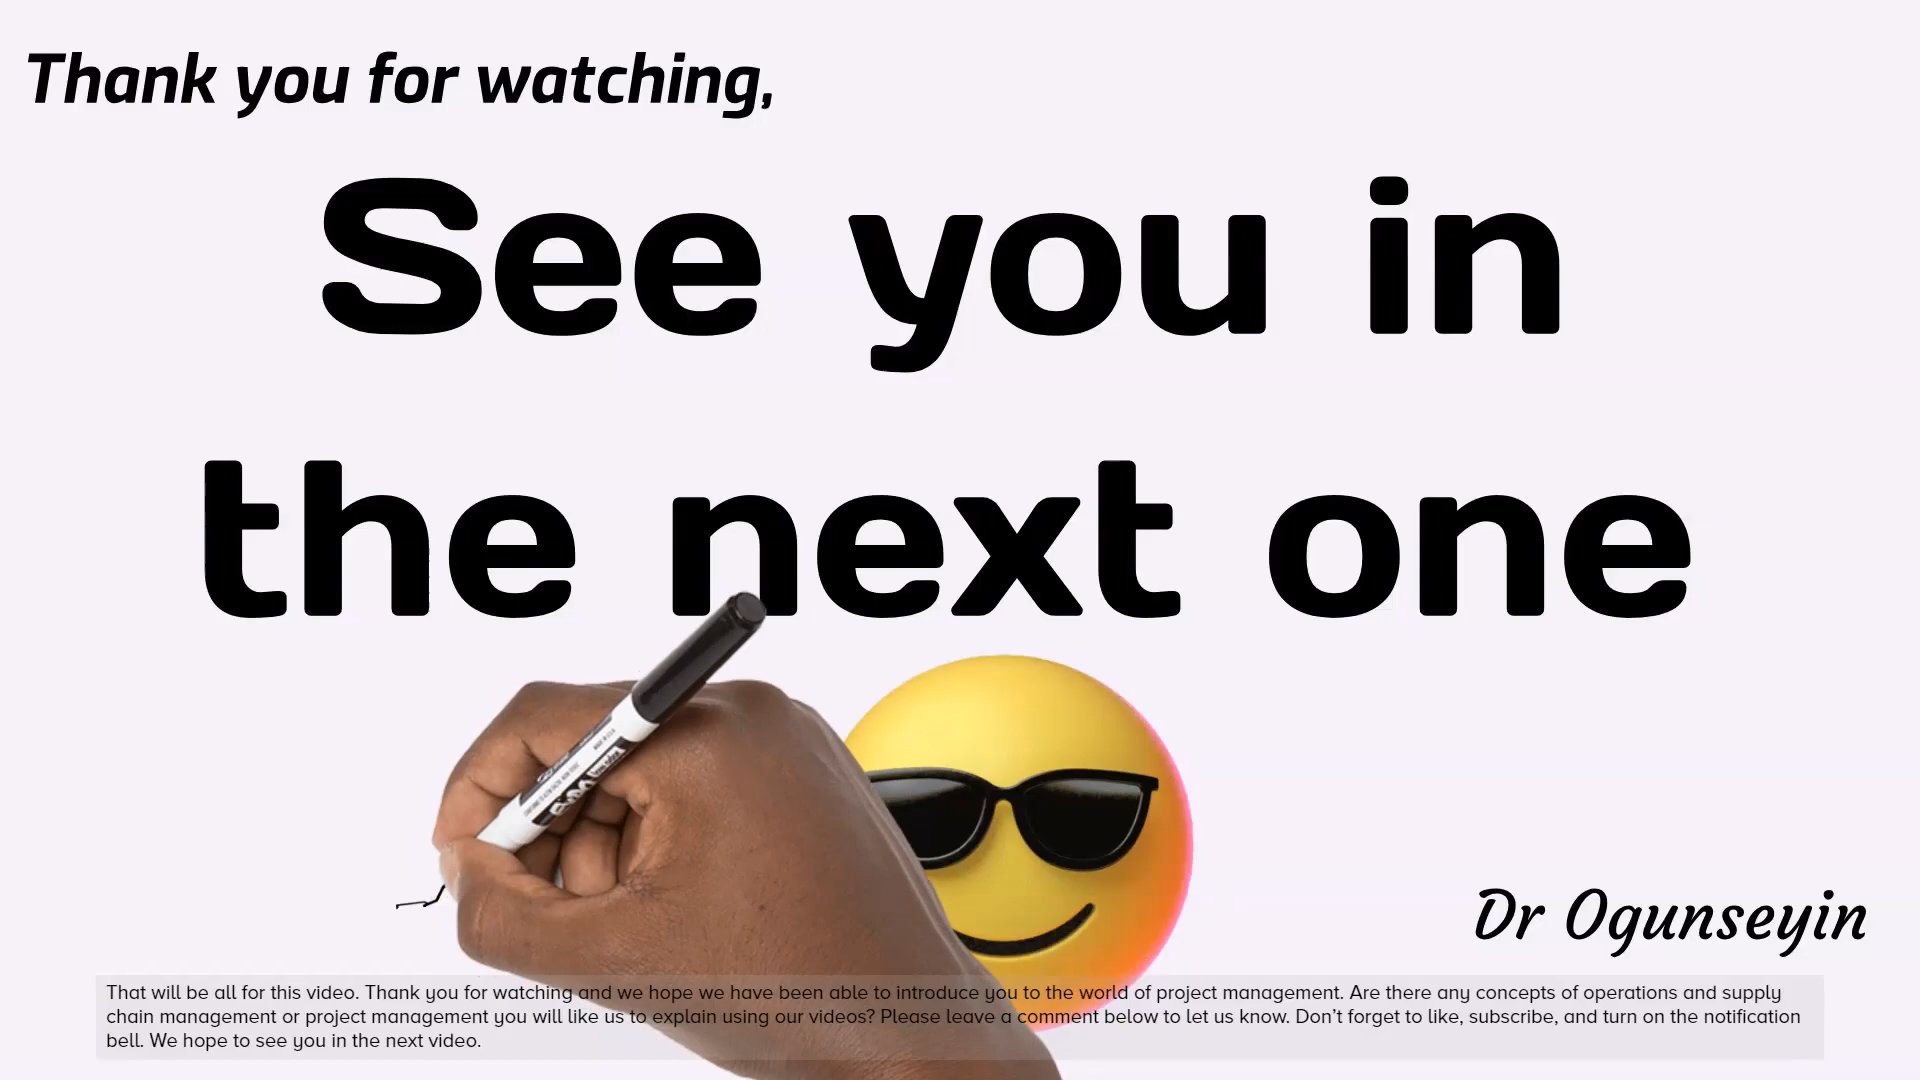 Thank you for watching,
See you in
the next one
Dr Ogunseyin
That will be all for this video. Thank you for watching and we hope we have been able to introduce you to the world of project management. Are there any concepts of operations and supply
chain management or project management you will like us to explain using our videos? Please leave a comment below to let us know. Don’t forget to like, subscribe, and turn on the notification
bell. We hope to see you in the next video.